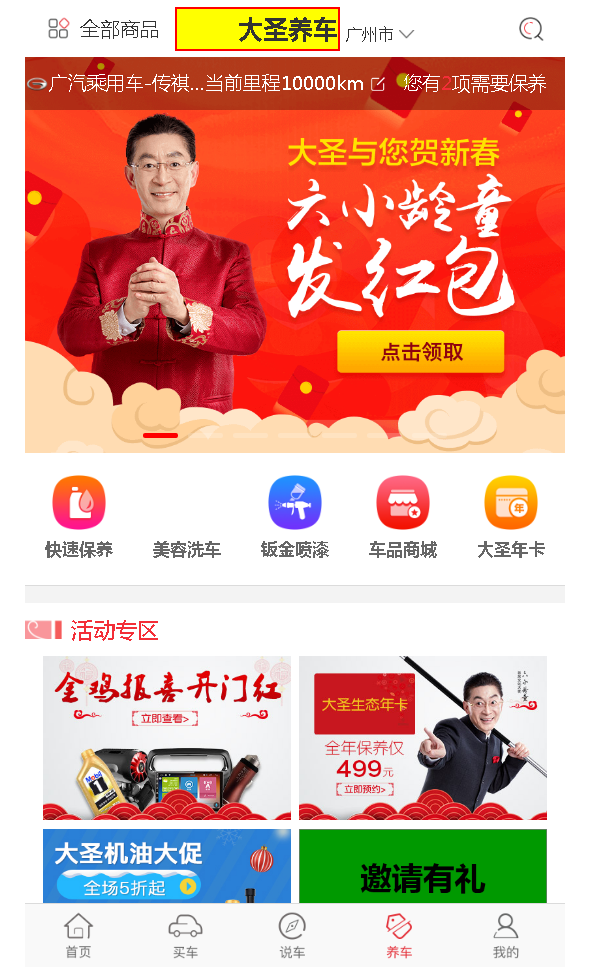 全部商品
大圣养车
广州市
广汽乘用车-传祺...当前里程10000km
您有2项需要保养
大圣与您贺新春
六小龄童
发红包
点击领取
快速保养
美容洗车
钣金喷漆
车品商城
年
大圣年卡
活动专区
金鸡报喜开门红
[立即查看>]
Mobil
1
大圣生态年卡
六小龄童
全年保养仅
499元
[立即预约>]
大圣机油大促
全场5折起
邀请有礼
首页
买车
说车
养车
我的